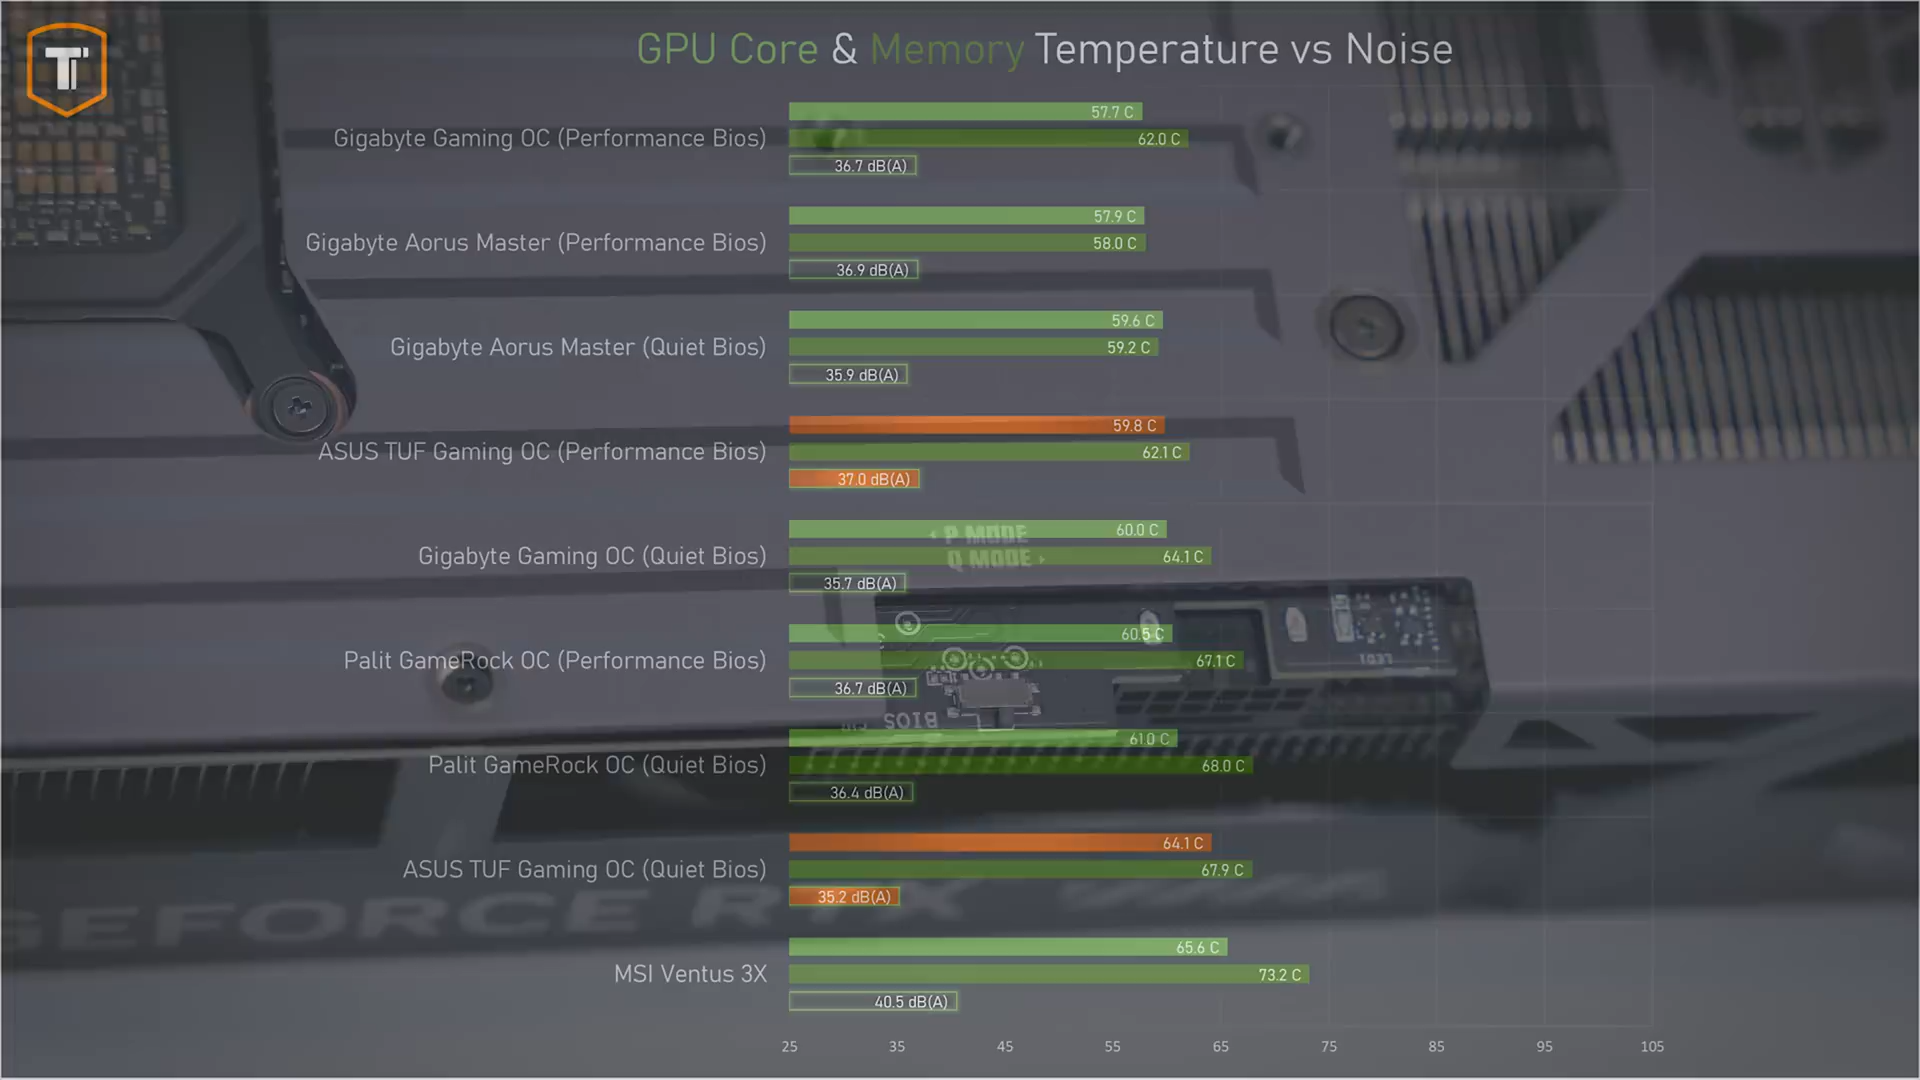 GPU Core & Memory Temperature vs Noise
Gigabyte Gaming OC (Performance Bios)
57.7 C
62.0 C
36.7 dB(A)
Gigabyte Aorus Master (Performance Bios)
57.9 C
58.0 C
36.9 dB(A)
Gigabyte Aorus Master (Quiet Bios)
59.6 C
59.2 C
35.9 dB(A)
ASUS TUF Gaming OC (Performance Bios)
59.8 C
62.1 C
37.0 dB(A)
P MODE
Q MODE
Gigabyte Gaming OC (Quiet Bios)
60.0 C
64.1 C
35.7 dB(A)
Palit GameRock OC (Performance Bios)
60.5 C
67.1 C
36.7 dB(A)
LED1
BIOS
Palit GameRock OC (Quiet Bios)
61.0 C
68.0 C
36.4 dB(A)
ASUS TUF Gaming OC (Quiet Bios)
64.1 C
67.9 C
35.2 dB(A)
GEFORCE RTX
MSI Ventus 3X
65.6 C
73.2 C
40.5 dB(A)
25 35 45 55 65 75 85 95 105